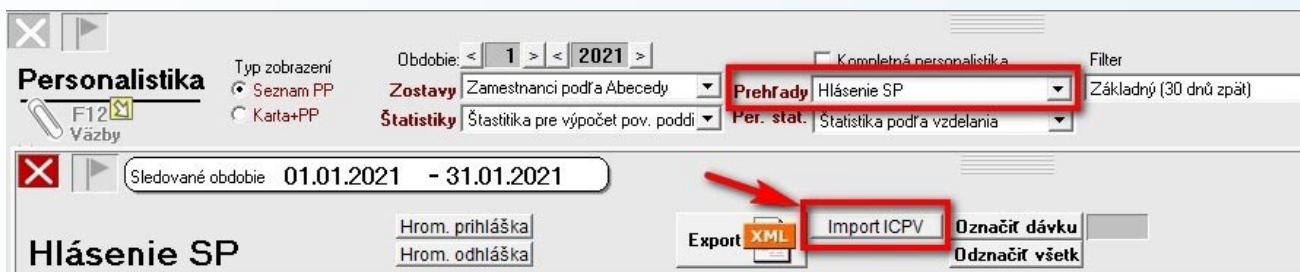 Personalistika
F12
Väzby
Typ zobrazení
Seznam PP
Karta+PP
Obdobie: < 1 > < 2021 >
Zostavy Zamestnanci podľa Abecedy
Štatistiky Štastitika pre výpočet pov. poddi
Kompletná personalistika
Prehľady Hlásenie SP
Per. stat. Štatistika podľa vzdelania
Filter
Základný (30 dnů zpět)
Sledované obdobie 01.01.2021 - 31.01.2021
Hlásenie SP
Hrom. prihláška
Hrom. odhláška
Export XML
Import ICPV
Označiť dávku
Odznačiť všetk